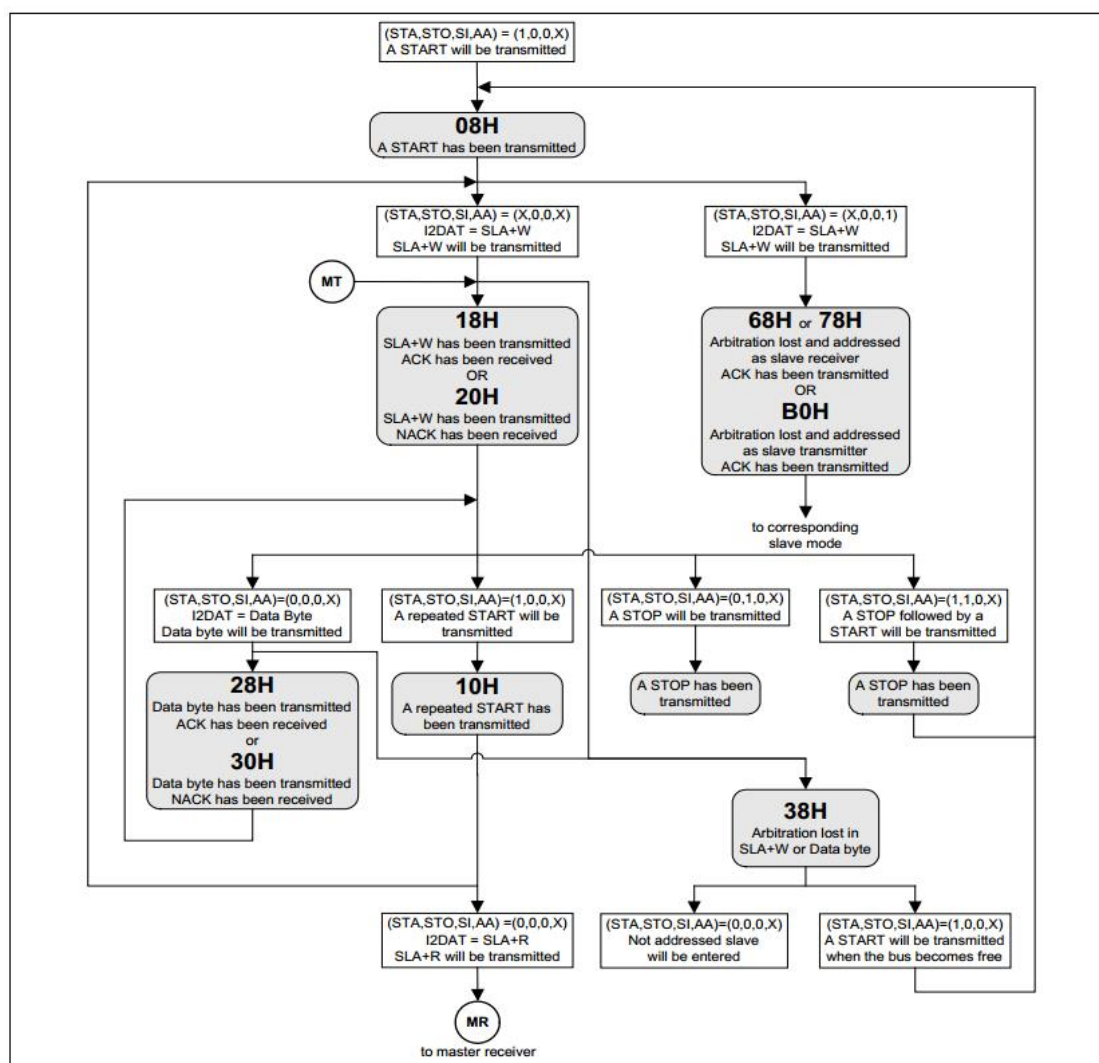 (STA,STO,SI,AA) = (1,0,0,X)
A START will be transmitted
08H
A START has been transmitted
(STA,STO,SI,AA) = (X,0,0,X)
I2DAT = SLA+W
SLA+W will be transmitted
(STA,STO,SI,AA) = (X,0,0,1)
I2DAT = SLA+W
SLA+W will be transmitted
MT
18H
SLA+W has been transmitted
ACK has been received
OR
20H
SLA+W has been transmitted
NACK has been received
68H or 78H
Arbitration lost and addressed
as slave receiver
ACK has been transmitted
OR
B0H
Arbitration lost and addressed
as slave transmitter
ACK has been transmitted
to corresponding
slave mode
(STA,STO,SI,AA)=(0,0,0,X)
I2DAT = Data Byte
Data byte will be transmitted
(STA,STO,SI,AA)=(1,0,0,X)
A repeated START will be
transmitted
(STA,STO,SI,AA)=(0,1,0,X)
A STOP will be transmitted
(STA,STO,SI,AA)=(1,1,0,X)
A STOP followed by a
START will be transmitted
28H
Data byte has been transmitted
ACK has been received
or
30H
Data byte has been transmitted
NACK has been received
10H
A repeated START has
been transmitted
A STOP has been
transmitted
A STOP has been
transmitted
38H
Arbitration lost in
SLA+W or Data byte
(STA,STO,SI,AA) =(0,0,0,X)
I2DAT = SLA+R
SLA+R will be transmitted
(STA,STO,SI,AA)=(0,0,0,X)
Not addressed slave
will be entered
(STA,STO,SI,AA)=(1,0,0,X)
A START will be transmitted
when the bus becomes free
MR
to master receiver